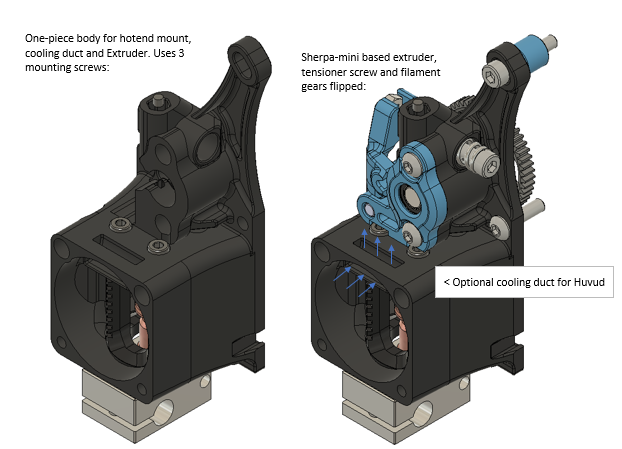 One-piece body for hotend mount,
cooling duct and Extruder. Uses 3
mounting screws:
Sherpa-mini based extruder,
tensioner screw and filament
gears flipped:
< Optional cooling duct for Huvud